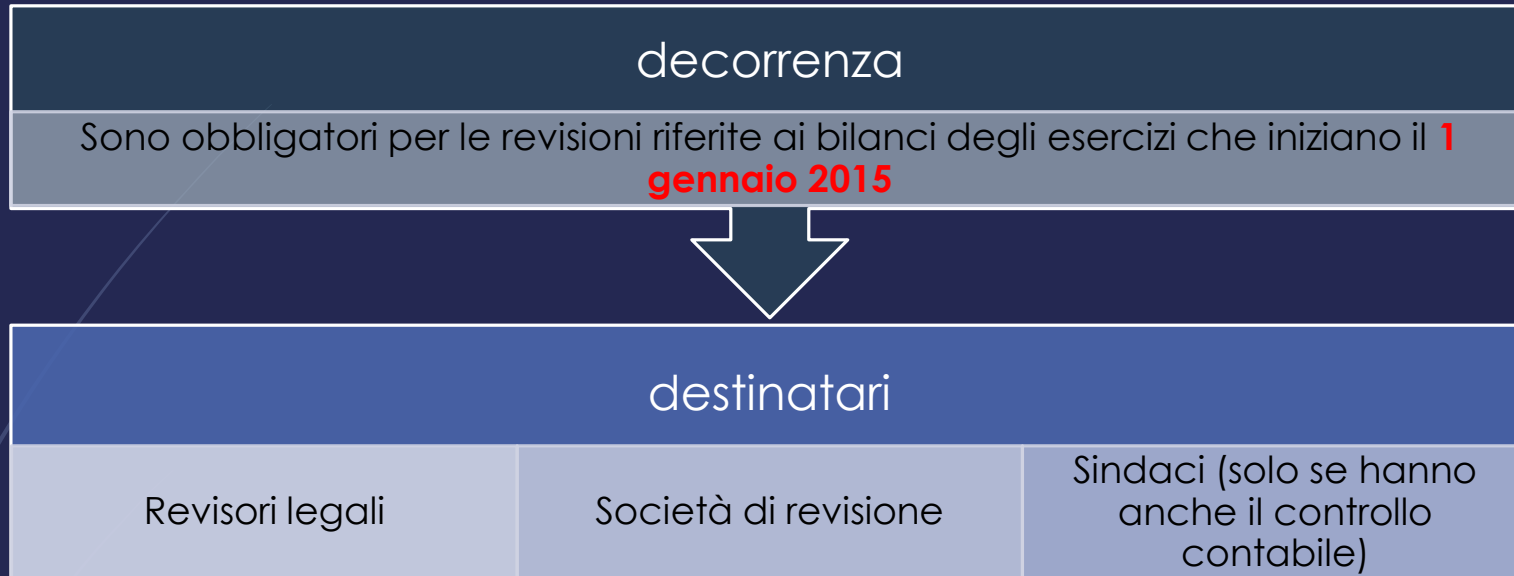 decorrenza
Sono obbligatori per le revisioni riferite ai bilanci degli esercizi che iniziano il 1
gennaio 2015
destinatari
Revisori legali
Società di revisione
Sindaci (solo se hanno
anche il controllo
contabile)